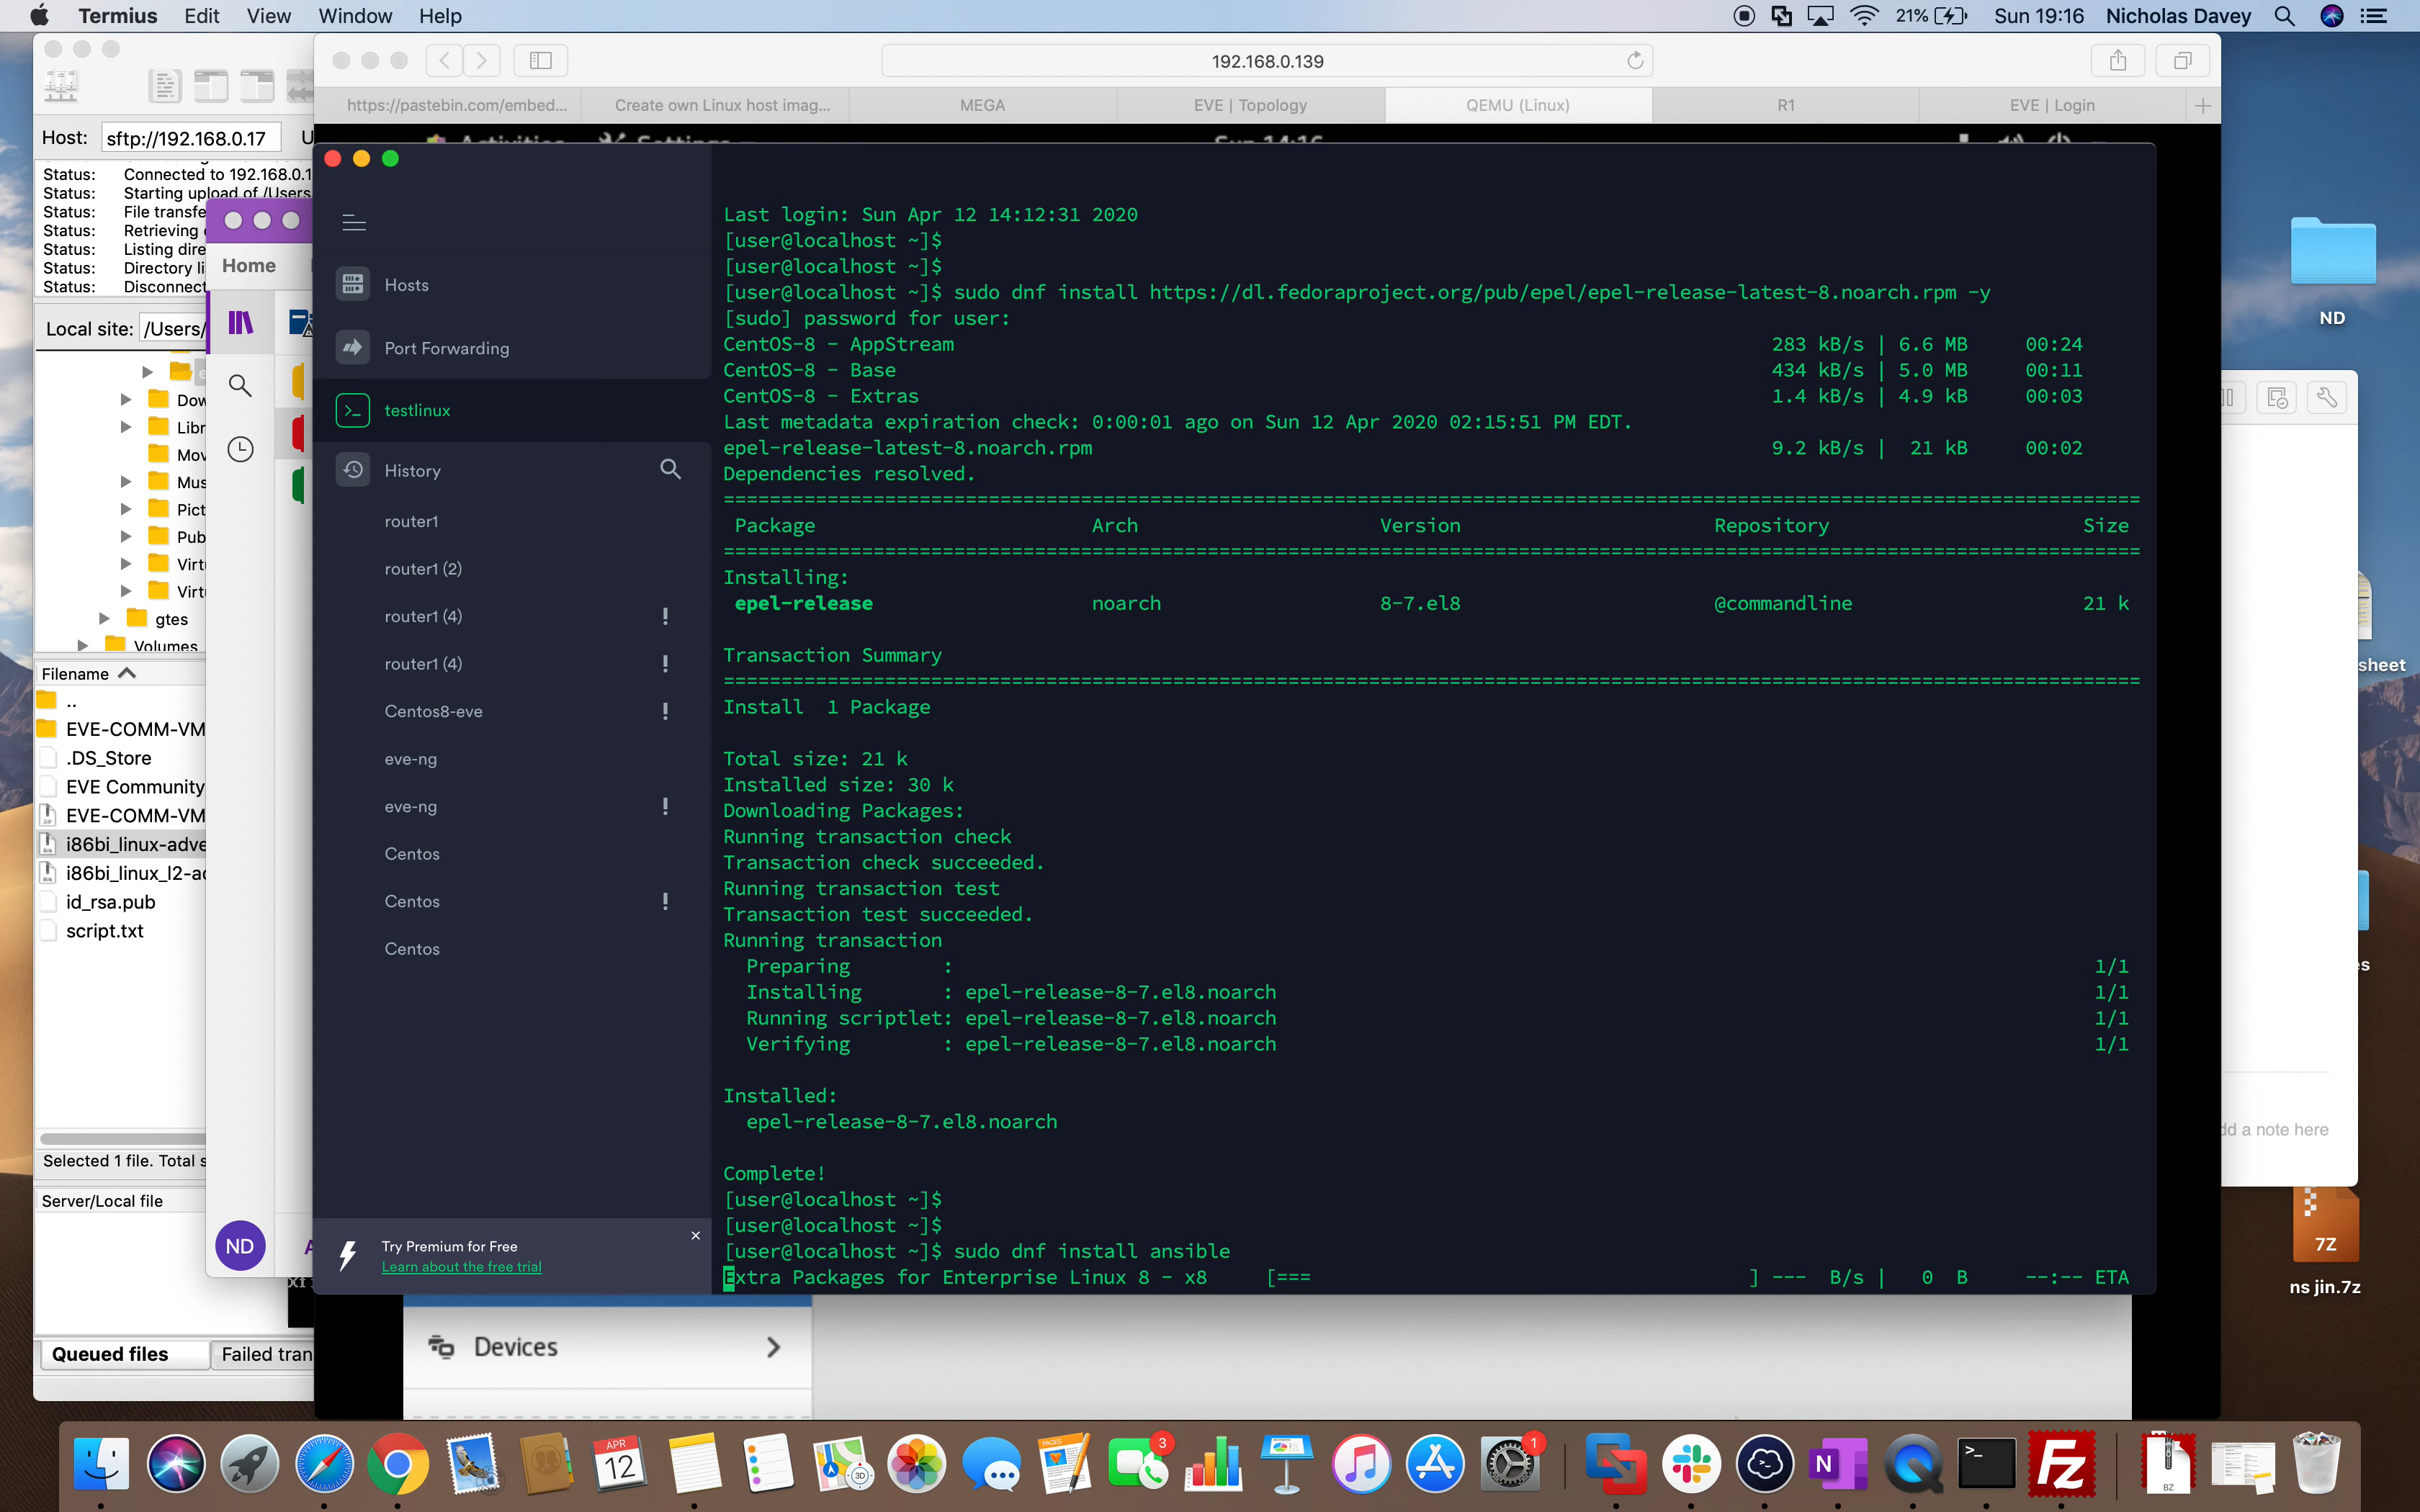 Termius Edit View Window Help
21% Sun 19:16 Nicholas Davey
192.168.0.139
https://pastebin.com/embed...
Create own Linux host imag...
MEGA
EVE | Topology
QEMU (Linux)
R1
EVE | Login
Activities Settings Sun 14:16
Host: sftp://192.168.0.17 U
Status: Connected to 192.168.0.1
Status: Starting upload of /Users
Status: File transfe
Status: Retrieving
Status: Listing dire
Status: Directory li
Status: Disconnect
Local site: /Users/
Dow
Libr
Mov
Mus
Pict
Pub
Virtu
Virtu
gtes
Volumes
Filename
..
EVE-COMM-VM
.DS_Store
EVE Community
EVE-COMM-VM
i86bi_linux-adve
i86bi_linux_l2-ad
id_rsa.pub
script.txt
Selected 1 file. Total s
Server/Local file
Queued files
Failed tran
Home
ND
Hosts
Port Forwarding
testlinux
History
router1
router1 (2)
router1 (4) !
router1 (4) !
Centos8-eve !
eve-ng
eve-ng !
Centos
Centos !
Centos
Try Premium for Free
Learn about the free trial
Last login: Sun Apr 12 14:12:31 2020
[user@localhost ~]$
[user@localhost ~]$
[user@localhost ~]$ sudo dnf install https://dl.fedoraproject.org/pub/epel/epel-release-latest-8.noarch.rpm -y
[sudo] password for user:
CentOS-8 - AppStream 283 kB/s | 6.6 MB 00:24
CentOS-8 - Base 434 kB/s | 5.0 MB 00:11
CentOS-8 - Extras 1.4 kB/s | 4.9 kB 00:03
Last metadata expiration check: 0:00:01 ago on Sun 12 Apr 2020 02:15:51 PM EDT.
epel-release-latest-8.noarch.rpm 9.2 kB/s | 21 kB 00:02
Dependencies resolved.
Package Arch Version Repository Size
Installing:
epel-release noarch 8-7.el8 @commandline 21 k
Transaction Summary
Install 1 Package
Total size: 21 k
Installed size: 30 k
Downloading Packages:
Running transaction check
Transaction check succeeded.
Running transaction test
Transaction test succeeded.
Running transaction
Preparing : 1/1
Installing : epel-release-8-7.el8.noarch 1/1
Running scriptlet: epel-release-8-7.el8.noarch 1/1
Verifying : epel-release-8-7.el8.noarch 1/1
Installed:
epel-release-8-7.el8.noarch
Complete!
[user@localhost ~]$
[user@localhost ~]$
[user@localhost ~]$ sudo dnf install ansible
Extra Packages for Enterprise Linux 8 - x8 [=== ] --- B/s | 0 B --:-- ETA
Devices
ND
sheet
dd a note here
7Z
ns jin.7z
APR
12
3D
PAGES
3
1
N
>_
Fz
BZ